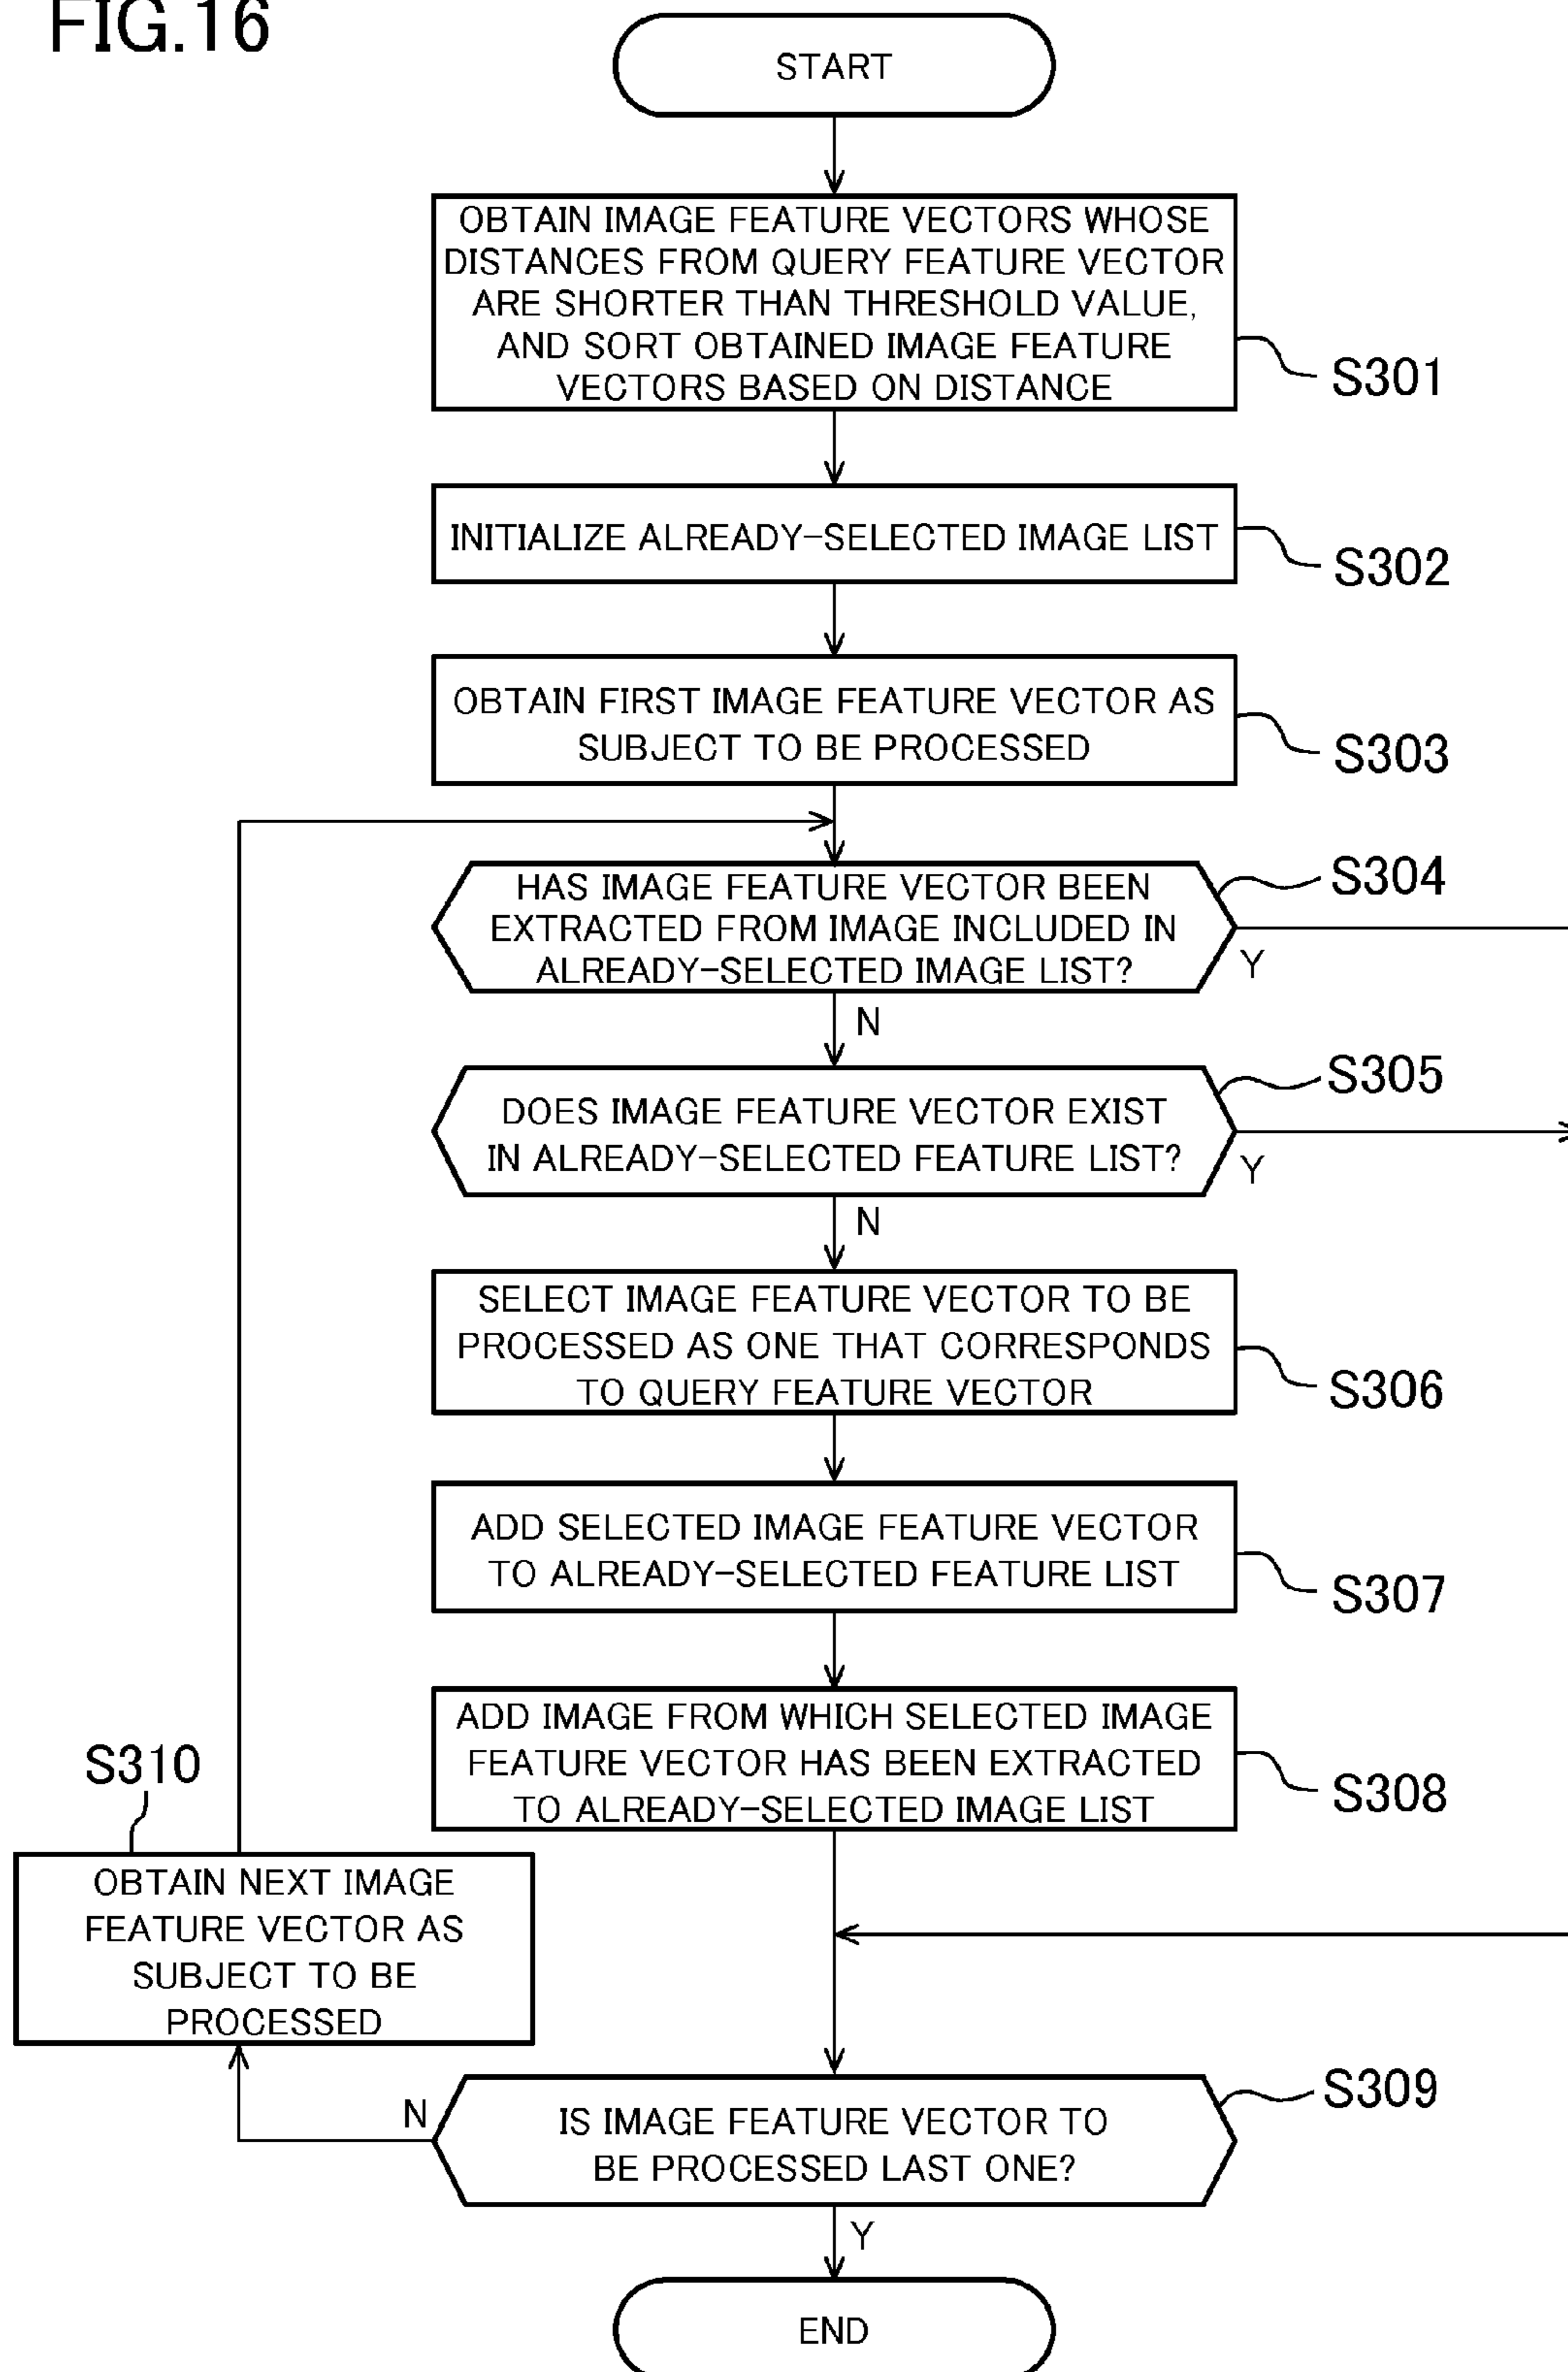 FIG.16
START
OBTAIN IMAGE FEATURE VECTORS WHOSE
DISTANCES FROM QUERY FEATURE VECTOR
ARE SHORTER THAN THRESHOLD VALUE,
AND SORT OBTAINED IMAGE FEATURE
VECTORS BASED ON DISTANCE
S301
INITIALIZE ALREADY-SELECTED IMAGE LIST
S302
OBTAIN FIRST IMAGE FEATURE VECTOR AS
SUBJECT TO BE PROCESSED
S303
HAS IMAGE FEATURE VECTOR BEEN
EXTRACTED FROM IMAGE INCLUDED IN
ALREADY-SELECTED IMAGE LIST?
S304
Y
N
DOES IMAGE FEATURE VECTOR EXIST
IN ALREADY-SELECTED FEATURE LIST?
S305
Y
N
SELECT IMAGE FEATURE VECTOR TO BE
PROCESSED AS ONE THAT CORRESPONDS
TO QUERY FEATURE VECTOR
S306
ADD SELECTED IMAGE FEATURE VECTOR
TO ALREADY-SELECTED FEATURE LIST
S307
ADD IMAGE FROM WHICH SELECTED IMAGE
FEATURE VECTOR HAS BEEN EXTRACTED
TO ALREADY-SELECTED IMAGE LIST
S308
S310
OBTAIN NEXT IMAGE
FEATURE VECTOR AS
SUBJECT TO BE
PROCESSED
N
IS IMAGE FEATURE VECTOR TO
BE PROCESSED LAST ONE?
S309
Y
END